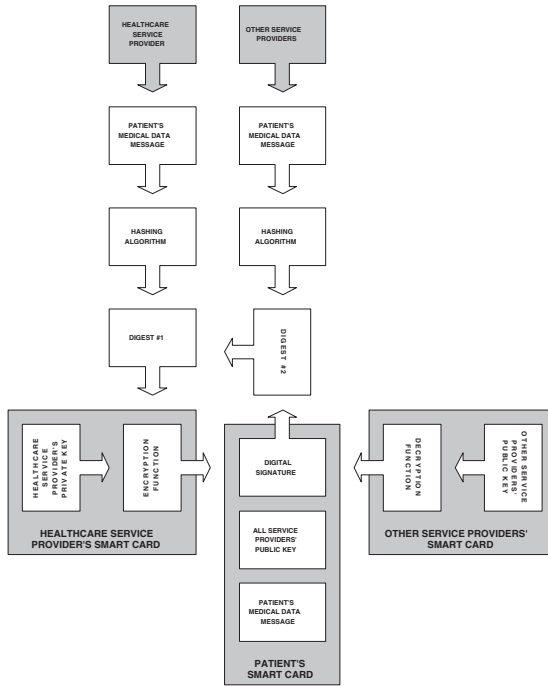 HEALTHCARE
SERVICE
PROVIDER
OTHER SERVICE
PROVIDERS
PATIENT'S
MEDICAL DATA
MESSAGE
PATIENT'S
MEDICAL DATA
MESSAGE
HASHING
ALGORITHM
HASHING
ALGORITHM
DIGEST #1
DIGEST #2
HEALTHCARE
SERVICE
PROVIDER'S
PRIVATE KEY
ENCRYPTION
FUNCTION
HEALTHCARE SERVICE
PROVIDER'S SMART CARD
DIGITAL
SIGNATURE
ALL SERVICE
PROVIDERS'
PUBLIC KEY
PATIENT'S
MEDICAL DATA
MESSAGE
PATIENT'S
SMART CARD
DECRYPTION
FUNCTION
OTHER SERVICE
PROVIDERS'
PUBLIC KEY
OTHER SERVICE PROVIDERS'
SMART CARD